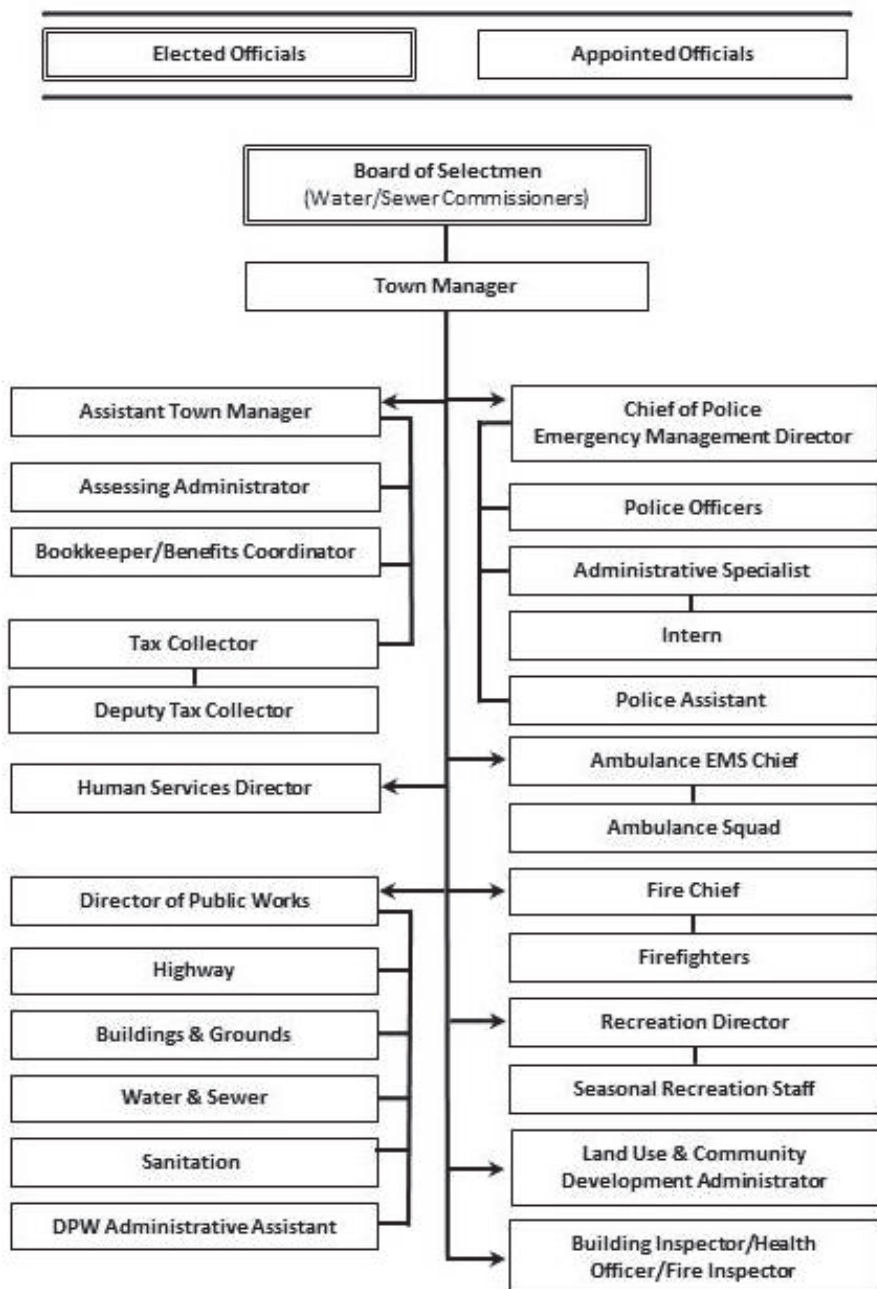 Elected Officials
Appointed Officials
Board of Selectmen
(Water/Sewer Commissioners)
Town Manager
Assistant Town Manager
Assessing Administrator
Bookkeeper/Benefits Coordinator
Tax Collector
Deputy Tax Collector
Human Services Director
Director of Public Works
Highway
Buildings & Grounds
Water & Sewer
Sanitation
DPW Administrative Assistant
Chief of Police
Emergency Management Director
Police Officers
Administrative Specialist
Intern
Police Assistant
Ambulance EMS Chief
Ambulance Squad
Fire Chief
Firefighters
Recreation Director
Seasonal Recreation Staff
Land Use & Community
Development Administrator
Building Inspector/Health
Officer/Fire Inspector